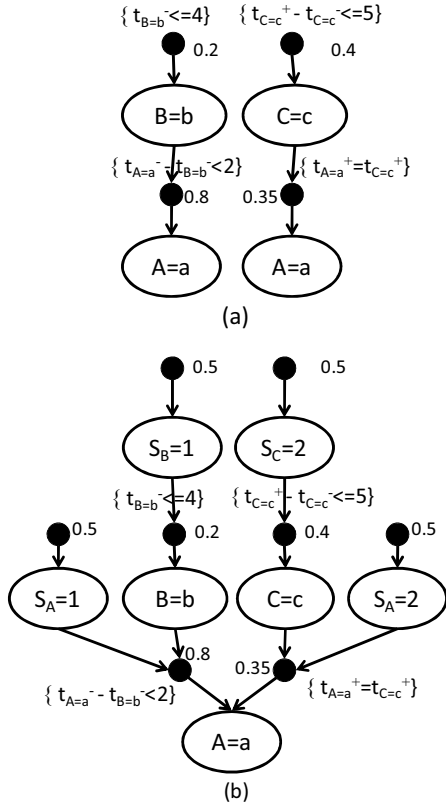 { t_{B=b}^-<=4} { t_{C=c}^+ - t_{C=c}^-<=5}
0.2 0.4
B=b C=c
{ t_{A=a}^- - t_{B=b}^-<2} { t_{A=a}^+=t_{C=c}^+}
0.8 0.35
A=a A=a
(a)
0.5 0.5
S_B=1 S_C=2
{ t_{B=b}^-<=4} { t_{C=c}^+ - t_{C=c}^-<=5}
0.5 0.2 0.4 0.5
S_A=1 B=b C=c S_A=2
0.8 0.35
{ t_{A=a}^- - t_{B=b}^-<2} { t_{A=a}^+=t_{C=c}^+}
A=a
(b)